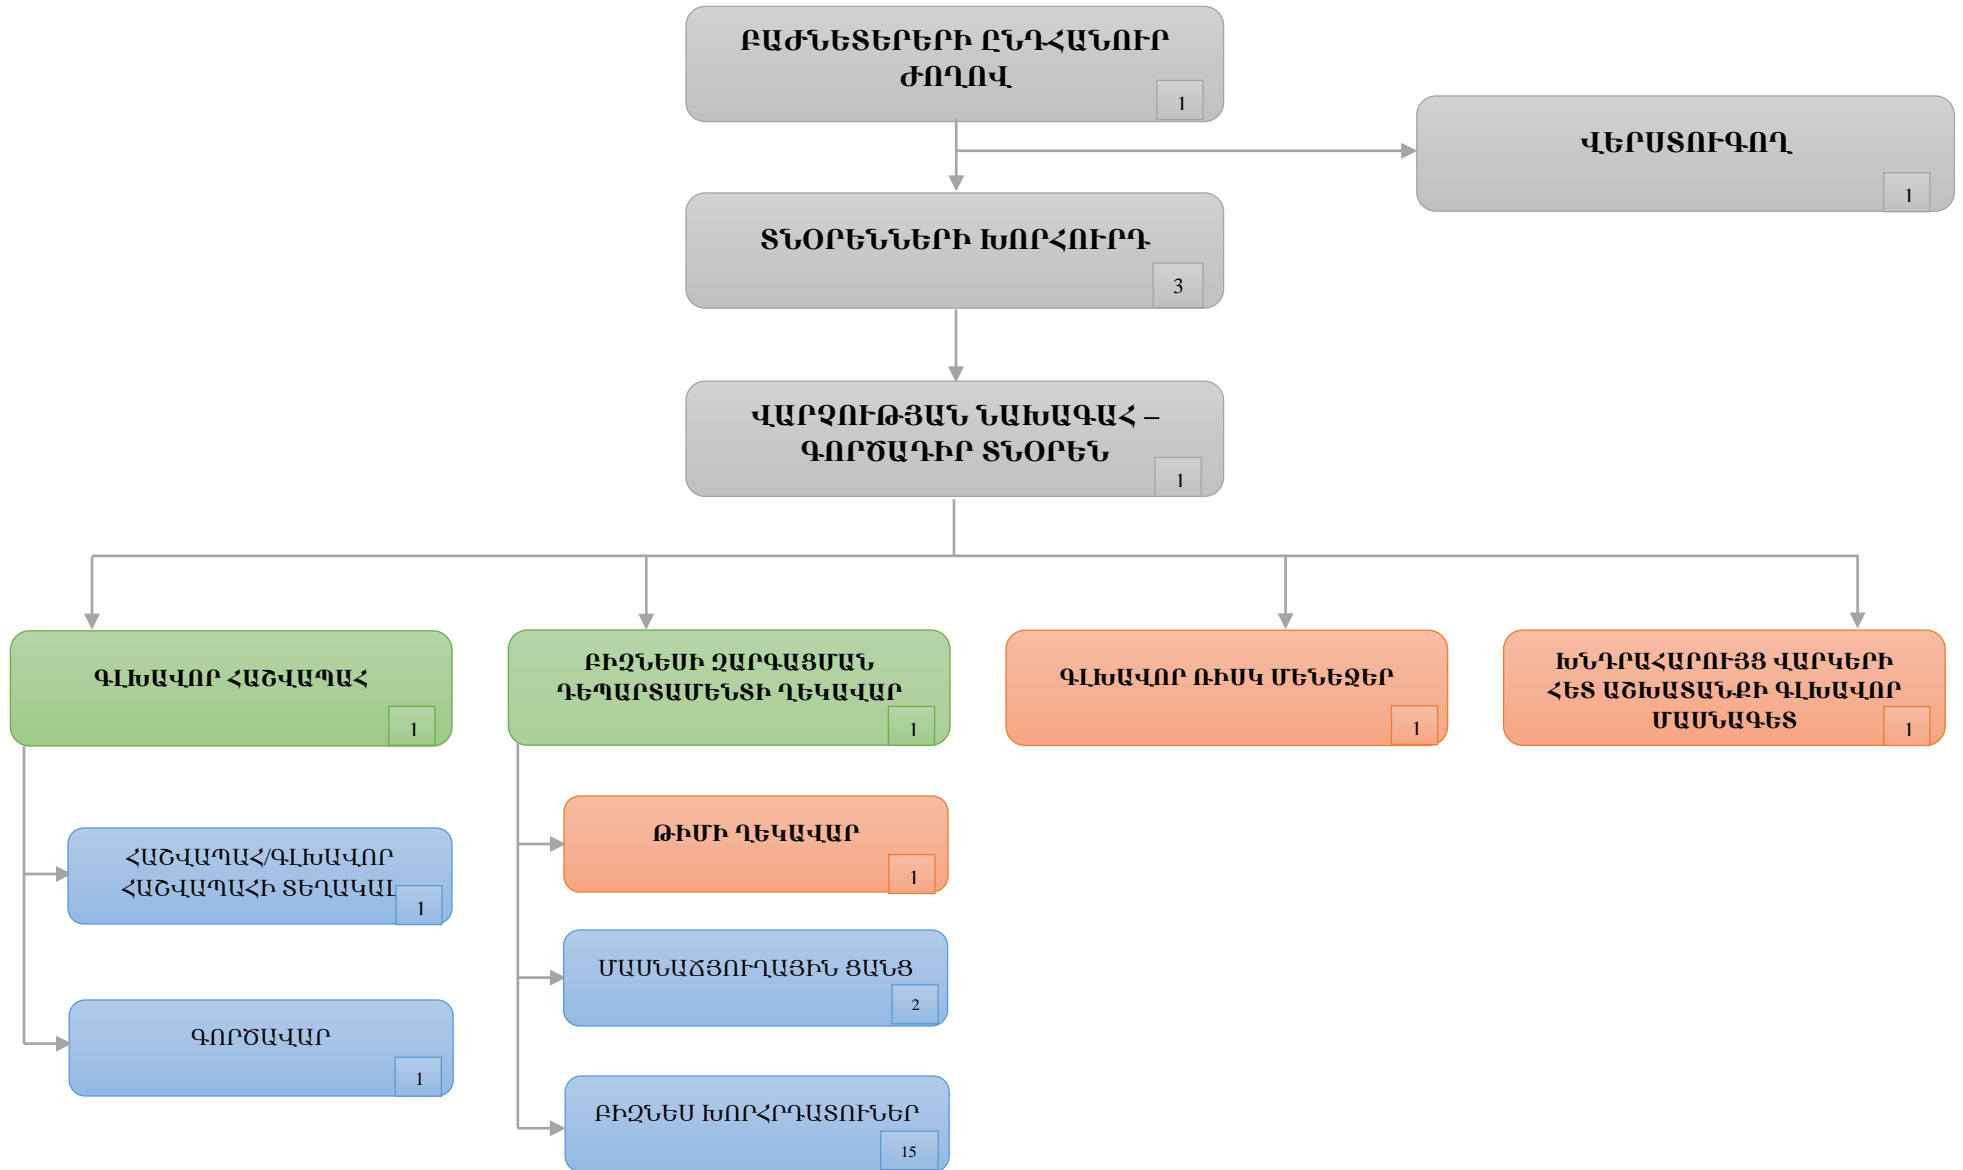 ԲԱԺՆԵՏԵՐԵՐԻ ԸՆԴՀԱՆՈՒՐ
ԺՈՂՈՎ
1
ՎԵՐՍՏՈՒԳՈՂ
1
ՏՆՕՐԵՆՆԵՐԻ ԽՈՐՀՈՒՐԴ
3
ՎԱՐՉՈՒԹՅԱՆ ՆԱԽԱԳԱՀ –
ԳՈՐԾԱԴԻՐ ՏՆՕՐԵՆ
1
ԳԼԽԱՎՈՐ ՀԱՇՎԱՊԱՀ
1
ԲԻԶՆԵՍԻ ԶԱՐԳԱՑՄԱՆ
ԴԵՊԱՐՏԱՄԵՆՏԻ ՂԵԿԱՎԱՐ
1
ԳԼԽԱՎՈՐ ՌԻՍԿ ՄԵՆԵՋԵՐ
1
ԽՆԴՐԱՀԱՐՈՒՅՑ ՎԱՐԿԵՐԻ
ՀԵՏ ԱՇԽԱՏԱՆՔԻ ԳԼԽԱՎՈՐ
ՄԱՍՆԱԳԵՏ
1
ՀԱՇՎԱՊԱՀ/ԳԼԽԱՎՈՐ
ՀԱՇՎԱՊԱՀԻ ՏԵՂԱԿԱԼ
1
ԳՈՐԾԱՎԱՐ
1
ԹԻՄԻ ՂԵԿԱՎԱՐ
1
ՄԱՍՆԱՃՅՈՒՂԱՅԻՆ ՑԱՆՑ
2
ԲԻԶՆԵՍ ԽՈՐՀՐԴԱՏՈՒՆԵՐ
15